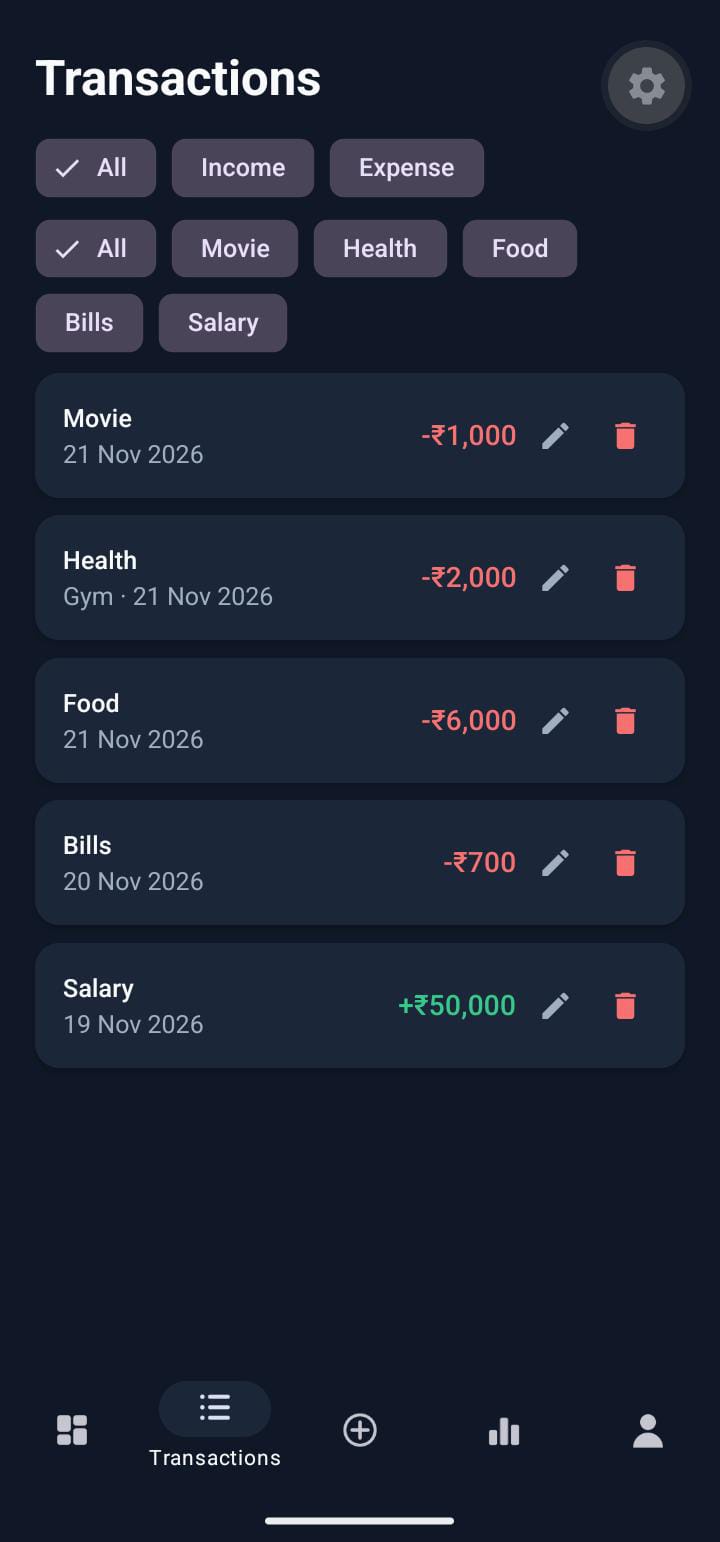 Transactions
All Income Expense
All Movie Health Food
Bills Salary
Movie
-₹1,000
21 Nov 2026
Health
-₹2,000
Gym · 21 Nov 2026
Food
-₹6,000
21 Nov 2026
Bills
-₹700
20 Nov 2026
Salary
+₹50,000
19 Nov 2026
Transactions